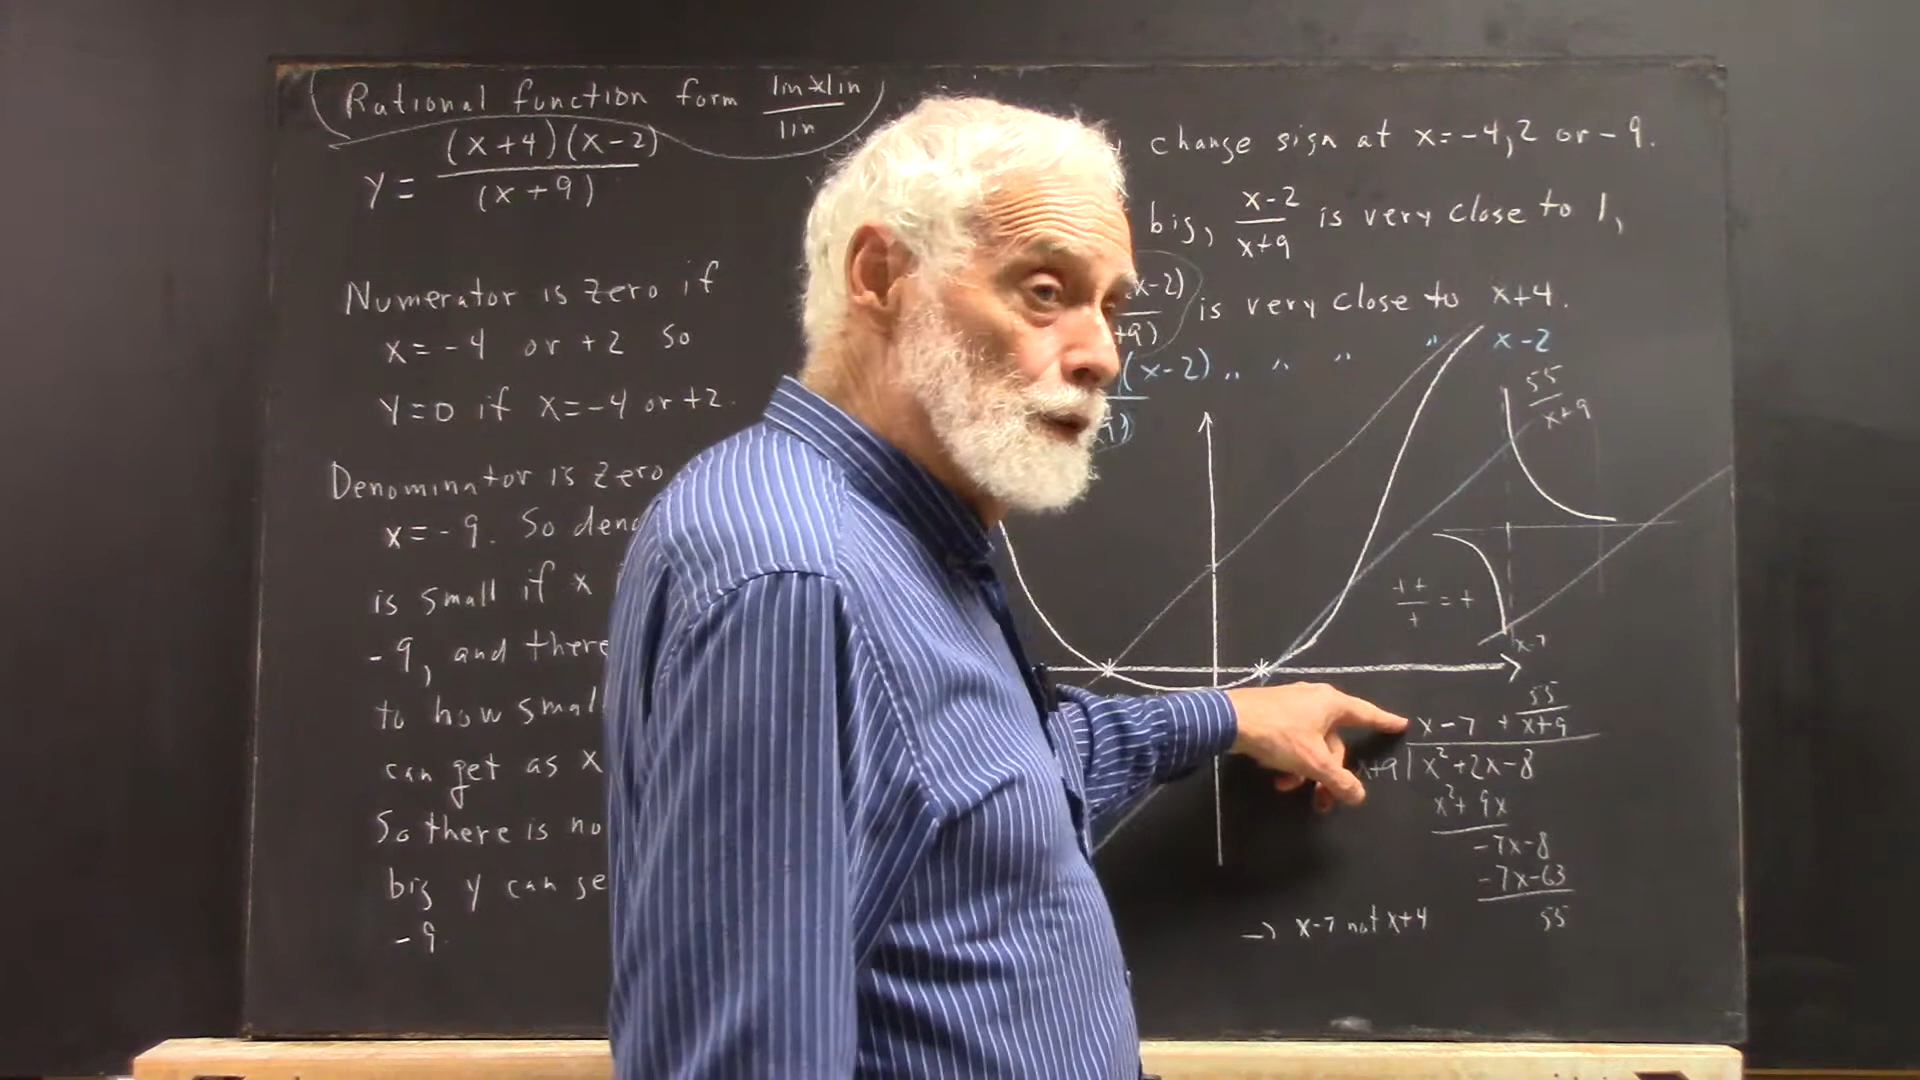 Rational function form lin*lin
lin
(x+4)(x-2)
y =
(x+9)
Numerator is zero if
x=-4 or +2 so
y=0 if x=-4 or +2.
Denominator is zero
x=-9. So
is small if x
-9, and
to how small
can get as x
So there is no
big y can
-9.
change sign at x=-4,2 or -9.
big, x-2
x+9 is very close to 1,
x-2) is very close to x+4.
+9)
(x-2) " " " x-2
9)
55
x+9
++
+ = +
x-7
55
x-7 + x+9
x+9 | x²+2x-8
x²+9x
-7x-8
-7x-63
55
→ x-7 not x+4